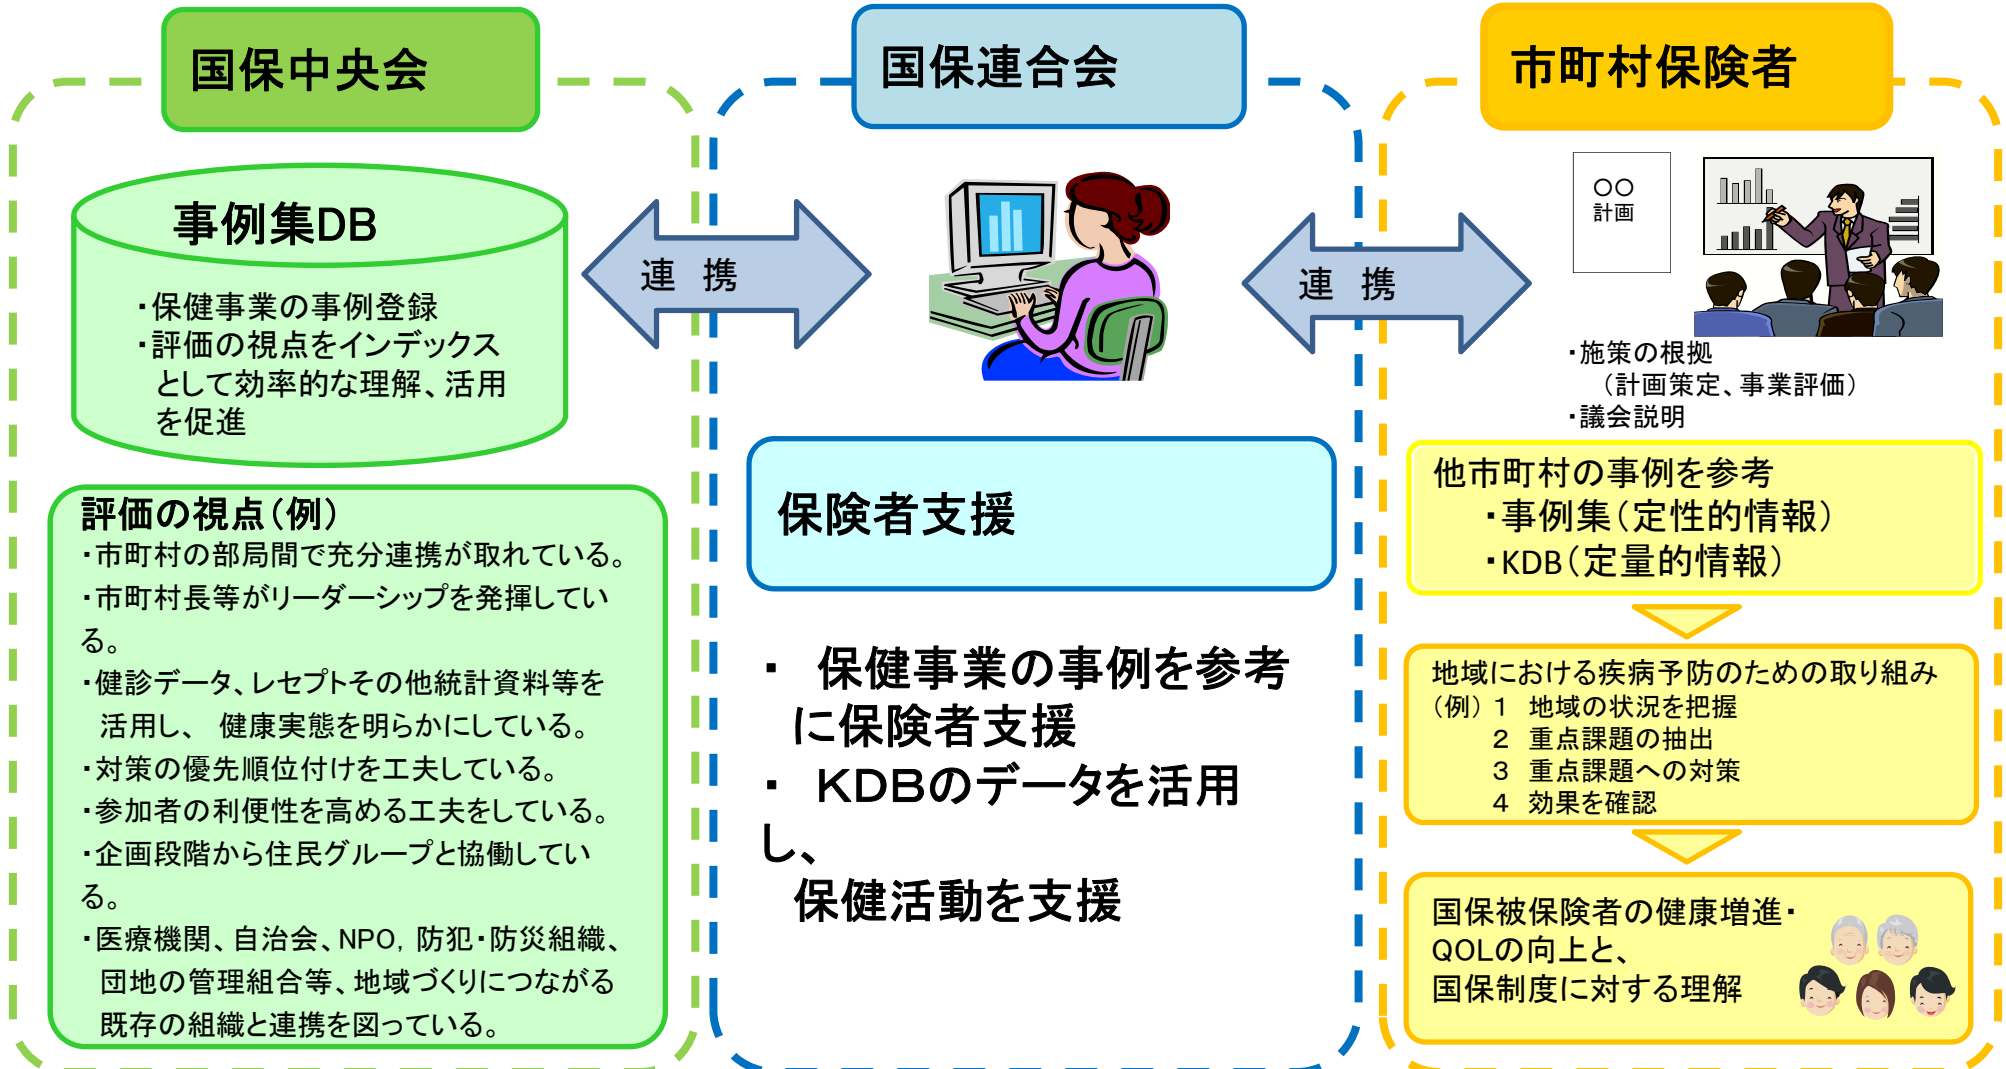 国保中央会
事例集DB
・保健事業の事例登録
・評価の視点をインデックス
として効率的な理解、活用
を促進
評価の視点（例）
・市町村の部局間で充分連携が取れている。
・市町村長等がリーダーシップを発揮してい
る。
・健診データ、レセプトその他統計資料等を
活用し、 健康実態を明らかにしている。
・対策の優先順位付けを工夫している。
・参加者の利便性を高める工夫をしている。
・企画段階から住民グループと協働してい
る。
・医療機関、自治会、NPO，防犯・防災組織、
団地の管理組合等、地域づくりにつながる
既存の組織と連携を図っている。
連 携
国保連合会
保険者支援
・ 保健事業の事例を参考
に保険者支援
・ KDBのデータを活用
し、
保健活動を支援
連 携
市町村保険者
○○
計画
・施策の根拠
（計画策定、事業評価）
・議会説明
他市町村の事例を参考
・事例集（定性的情報）
・KDB（定量的情報）
地域における疾病予防のための取り組み
（例）１ 地域の状況を把握
２ 重点課題の抽出
３ 重点課題への対策
４ 効果を確認
国保被保険者の健康増進・
QOLの向上と、
国保制度に対する理解